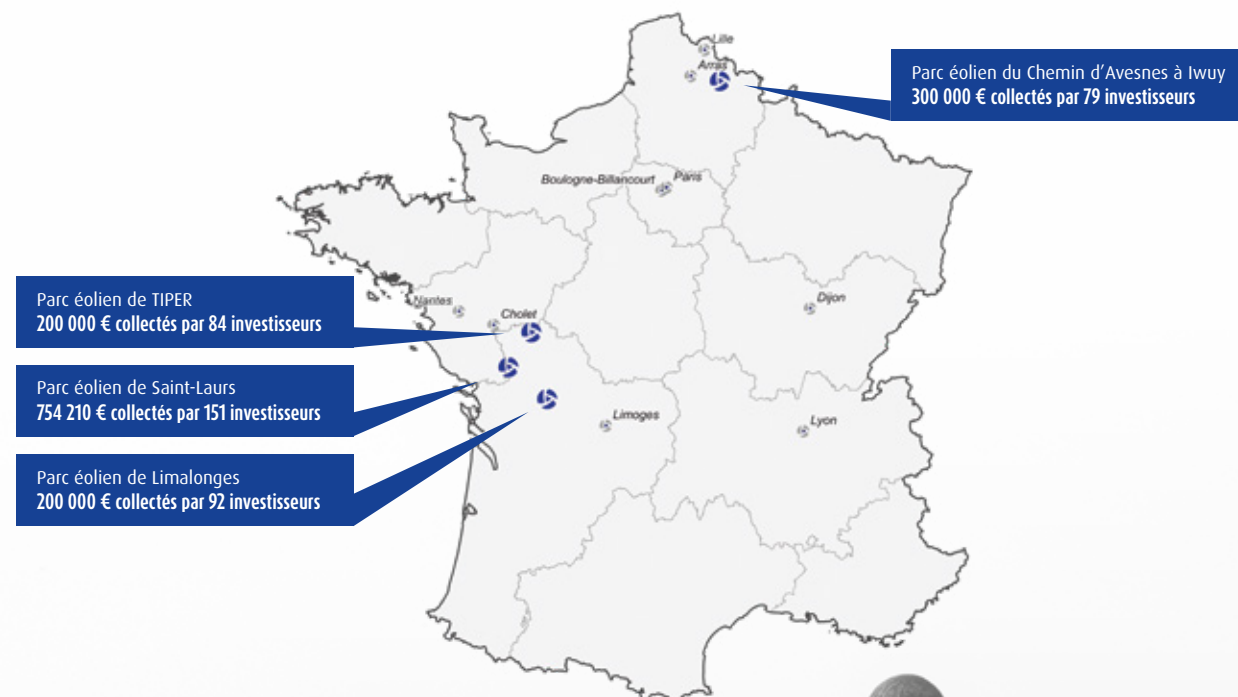 Lille
Arras
Parc éolien du Chemin d'Avesnes à Iwuy
300 000 € collectés par 79 investisseurs
Boulogne-Billancourt
Paris
Parc éolien de TIPER
200 000 € collectés par 84 investisseurs
Nantes
Cholet
Dijon
Parc éolien de Saint-Laurs
754 210 € collectés par 151 investisseurs
Limoges
Lyon
Parc éolien de Limalonges
200 000 € collectés par 92 investisseurs